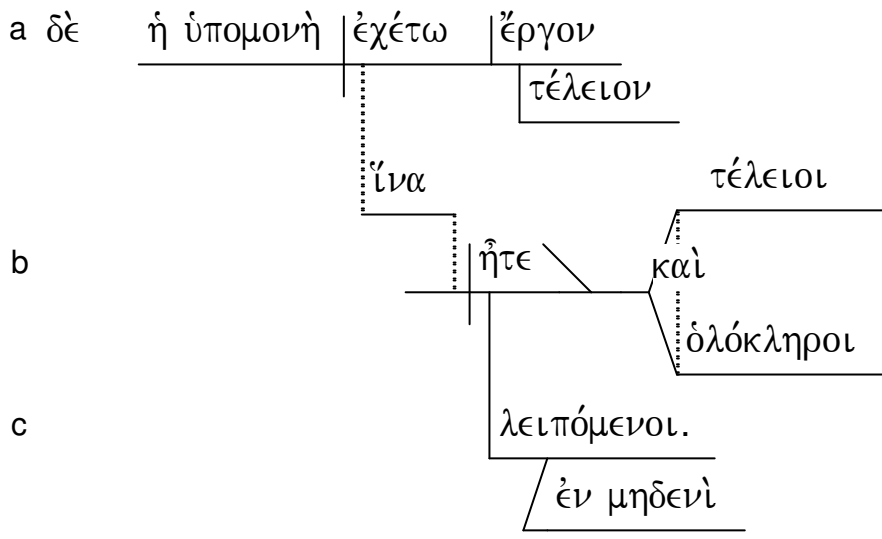 a δὲ ἡ ὑπομονὴ ἐχέτω ἔργον
τέλειον
ἵνα τέλειοι
b ἦτε καὶ
ὁλόκληροι
c λειπόμενοι.
ἐν μηδενὶ